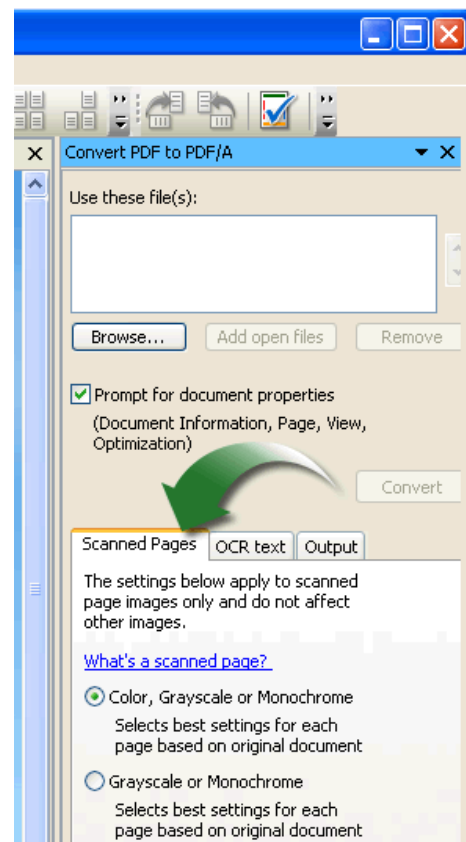 Convert PDF to PDF/A
Use these file(s):
Browse...
Add open files
Remove
Prompt for document properties
(Document Information, Page, View,
Optimization)
Convert
Scanned Pages
OCR text
Output
The settings below apply to scanned
page images only and do not affect
other images.
What's a scanned page?
Color, Grayscale or Monochrome
Selects best settings for each
page based on original document
Grayscale or Monochrome
Selects best settings for each
page based on original document